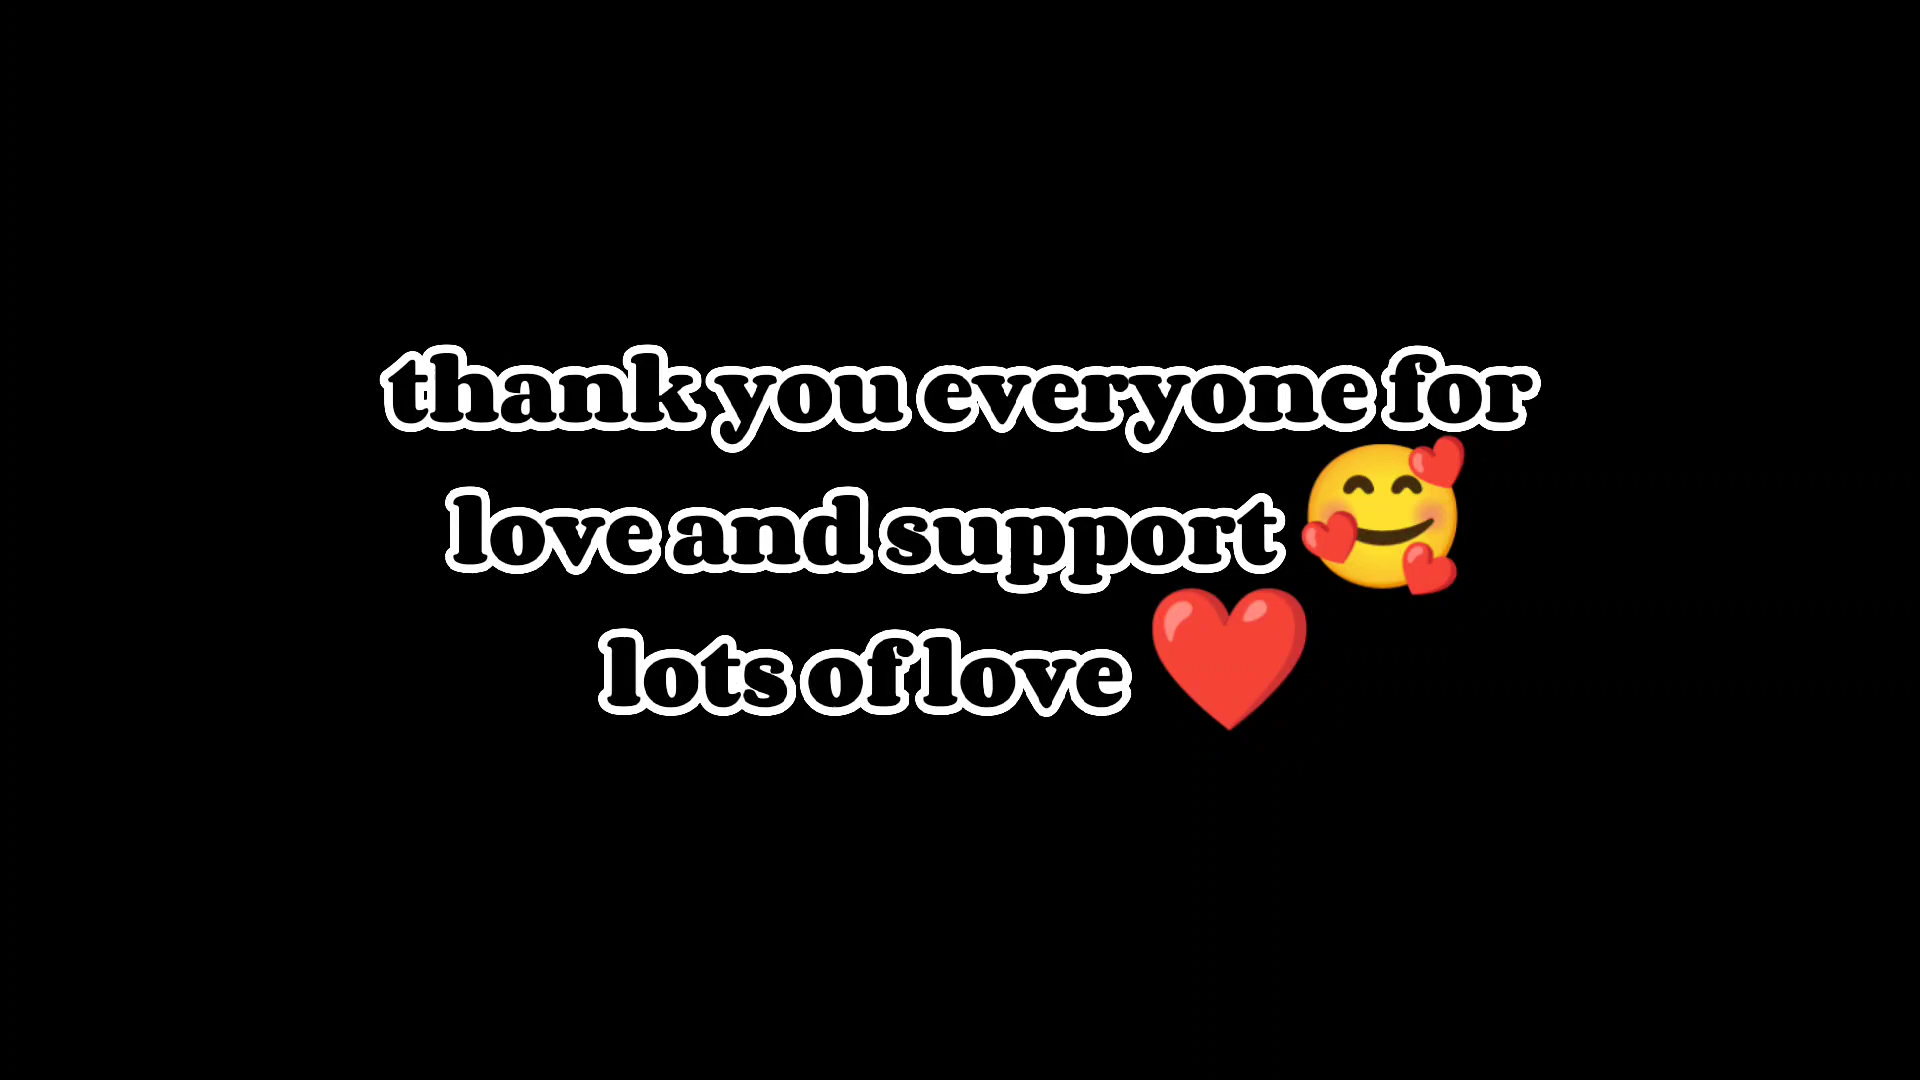 thank you everyone for
love and support 🥰
lots of love ❤️